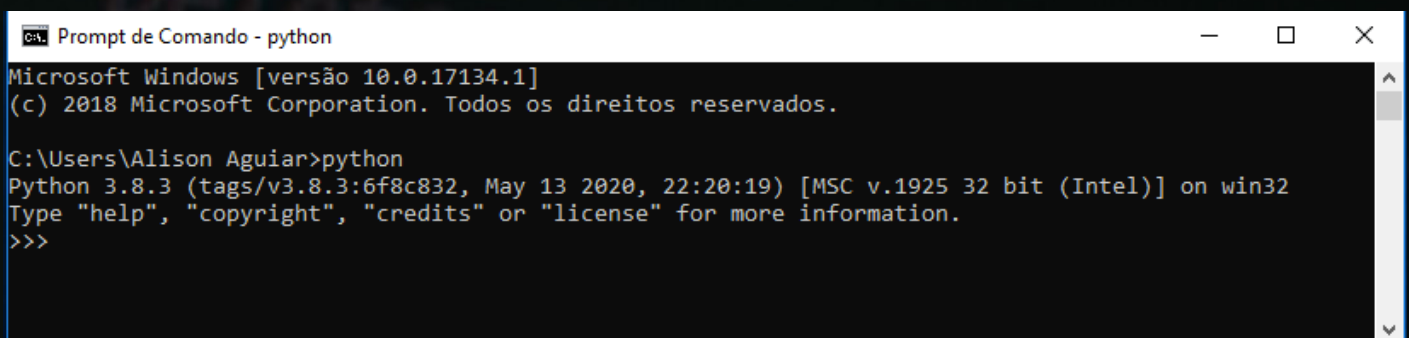 Prompt de Comando - python
Microsoft Windows [versão 10.0.17134.1]
(c) 2018 Microsoft Corporation. Todos os direitos reservados.
C:\Users\Alison Aguiar>python
Python 3.8.3 (tags/v3.8.3:6f8c832, May 13 2020, 22:20:19) [MSC v.1925 32 bit (Intel)] on win32
Type "help", "copyright", "credits" or "license" for more information.
>>>